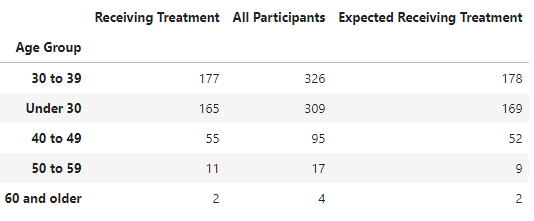 Receiving Treatment All Participants Expected Receiving Treatment
Age Group
30 to 39 177 326 178
Under 30 165 309 169
40 to 49 55 95 52
50 to 59 11 17 9
60 and older 2 4 2